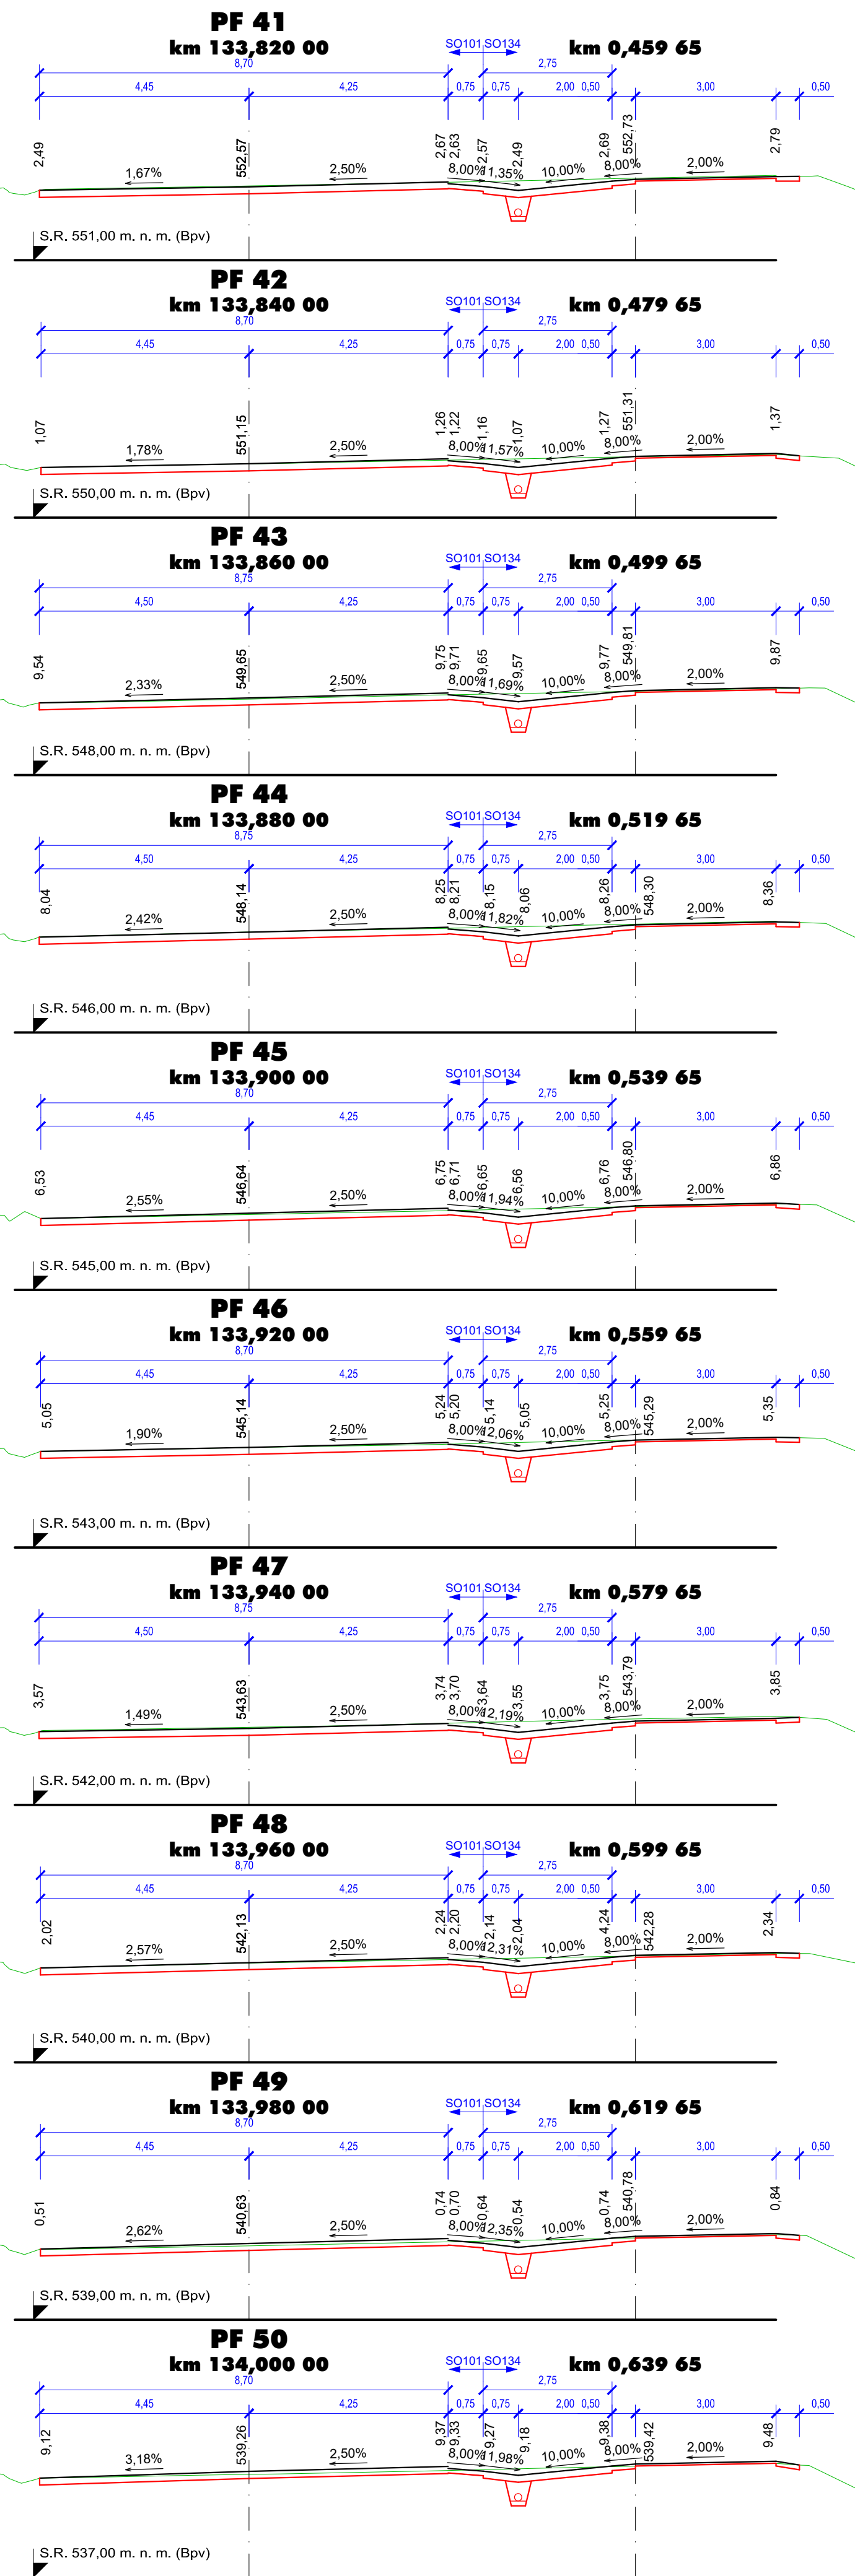 PF 41
km 133,820 00 SO101 SO134 km 0,459 65
8,70 2,75
4,45 4,25 0,75 0,75 2,00 0,50 3,00 0,50
2,49 552,57 2,67 2,63 2,57 2,49 2,69 552,73 2,79
1,67% 2,50% 8,00% 11,35% 10,00% 8,00% 2,00%
S.R. 551,00 m. n. m. (Bpv)
PF 42
km 133,840 00 SO101 SO134 km 0,479 65
8,70 2,75
4,45 4,25 0,75 0,75 2,00 0,50 3,00 0,50
1,07 551,15 1,26 1,22 1,16 1,07 1,27 551,31 1,37
1,78% 2,50% 8,00% 11,57% 10,00% 8,00% 2,00%
S.R. 550,00 m. n. m. (Bpv)
PF 43
km 133,860 00 SO101 SO134 km 0,499 65
8,75 2,75
4,50 4,25 0,75 0,75 2,00 0,50 3,00 0,50
9,54 549,65 9,75 9,71 9,65 9,57 9,77 549,81 9,87
2,33% 2,50% 8,00% 11,69% 10,00% 8,00% 2,00%
S.R. 548,00 m. n. m. (Bpv)
PF 44
km 133,880 00 SO101 SO134 km 0,519 65
8,75 2,75
4,50 4,25 0,75 0,75 2,00 0,50 3,00 0,50
8,04 548,14 8,25 8,21 8,15 8,06 8,26 548,30 8,36
2,42% 2,50% 8,00% 11,82% 10,00% 8,00% 2,00%
S.R. 546,00 m. n. m. (Bpv)
PF 45
km 133,900 00 SO101 SO134 km 0,539 65
8,70 2,75
4,45 4,25 0,75 0,75 2,00 0,50 3,00 0,50
6,53 546,64 6,75 6,71 6,65 6,56 6,76 546,80 6,86
2,55% 2,50% 8,00% 11,94% 10,00% 8,00% 2,00%
S.R. 545,00 m. n. m. (Bpv)
PF 46
km 133,920 00 SO101 SO134 km 0,559 65
8,70 2,75
4,45 4,25 0,75 0,75 2,00 0,50 3,00 0,50
5,05 545,14 5,24 5,20 5,14 5,05 5,25 545,29 5,35
1,90% 2,50% 8,00% 12,06% 10,00% 8,00% 2,00%
S.R. 543,00 m. n. m. (Bpv)
PF 47
km 133,940 00 SO101 SO134 km 0,579 65
8,75 2,75
4,50 4,25 0,75 0,75 2,00 0,50 3,00 0,50
3,57 543,63 3,74 3,70 3,64 3,55 3,75 543,79 3,85
1,49% 2,50% 8,00% 12,19% 10,00% 8,00% 2,00%
S.R. 542,00 m. n. m. (Bpv)
PF 48
km 133,960 00 SO101 SO134 km 0,599 65
8,70 2,75
4,45 4,25 0,75 0,75 2,00 0,50 3,00 0,50
2,02 542,13 2,24 2,20 2,14 2,04 4,24 542,28 2,34
2,57% 2,50% 8,00% 12,31% 10,00% 8,00% 2,00%
S.R. 540,00 m. n. m. (Bpv)
PF 49
km 133,980 00 SO101 SO134 km 0,619 65
8,70 2,75
4,45 4,25 0,75 0,75 2,00 0,50 3,00 0,50
0,51 540,63 0,74 0,70 0,64 0,54 0,74 540,78 0,84
2,62% 2,50% 8,00% 12,35% 10,00% 8,00% 2,00%
S.R. 539,00 m. n. m. (Bpv)
PF 50
km 134,000 00 SO101 SO134 km 0,639 65
8,70 2,75
4,45 4,25 0,75 0,75 2,00 0,50 3,00 0,50
9,12 539,26 9,37 9,33 9,27 9,18 9,38 539,42 9,48
3,18% 2,50% 8,00% 11,98% 10,00% 8,00% 2,00%
S.R. 537,00 m. n. m. (Bpv)